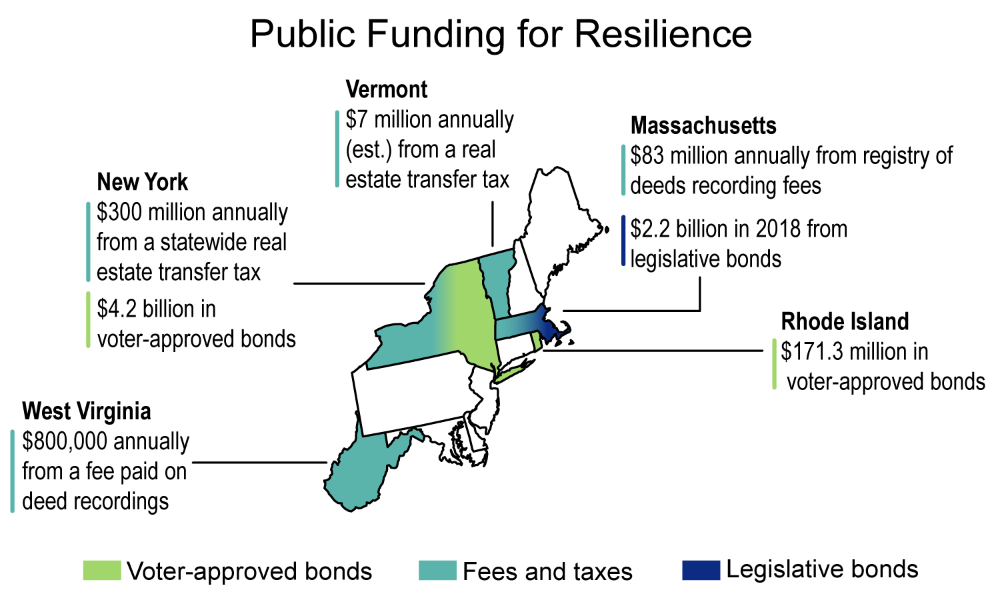 Public Funding for Resilience
Vermont
$7 million annually
(est.) from a real
estate transfer tax
Massachusetts
$83 million annually from registry of
deeds recording fees
$2.2 billion in 2018 from
legislative bonds
New York
$300 million annually
from a statewide real
estate transfer tax
$4.2 billion in
voter-approved bonds
Rhode Island
$171.3 million in
voter-approved bonds
West Virginia
$800,000 annually
from a fee paid on
deed recordings
Voter-approved bonds
Fees and taxes
Legislative bonds